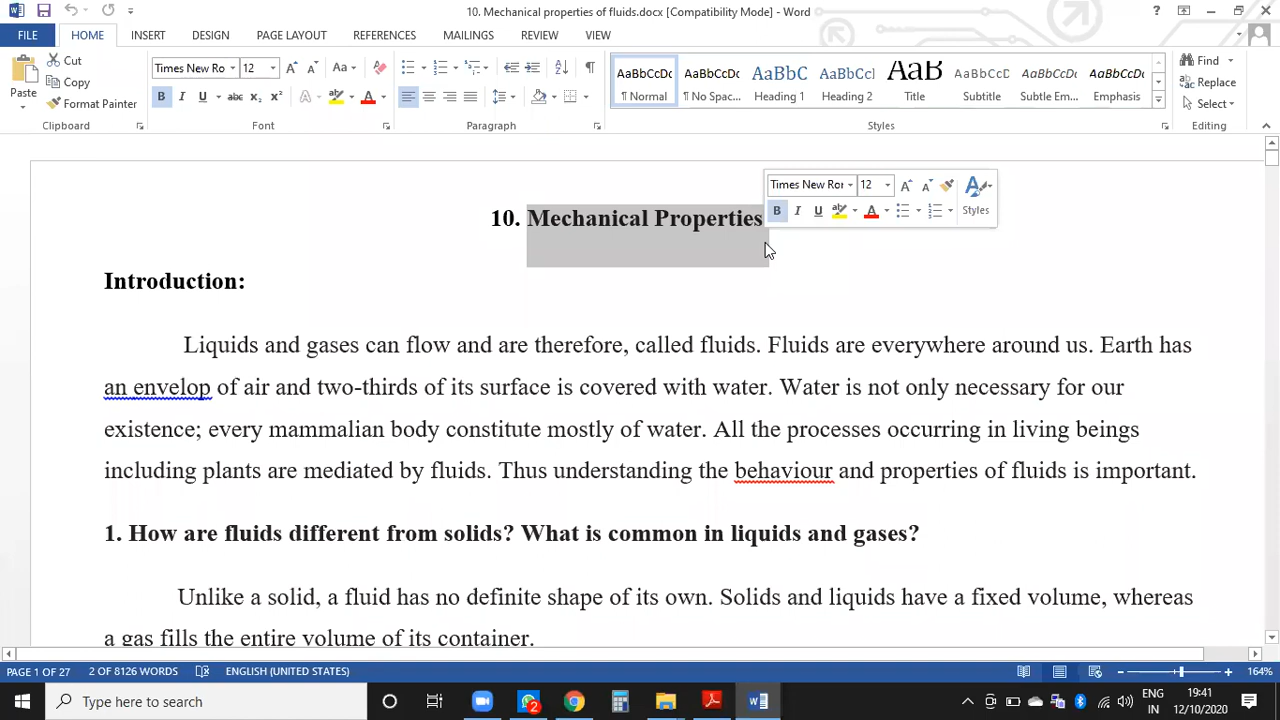 10. Mechanical properties of fluids.docx [Compatibility Mode] - Word
FILE HOME INSERT DESIGN PAGE LAYOUT REFERENCES MAILINGS REVIEW VIEW
Paste
Cut
Copy
Format Painter
Clipboard
Times New Ro 12 Aa
B I U abc x₂ x² A ab A
Font
Paragraph
AaBbCcDc AaBbCcDc AaBbC AaBbCcI AaB AaBbCcD AaBbCcDc AaBbCcDc
¶ Normal ¶ No Spac... Heading 1 Heading 2 Title Subtitle Subtle Em... Emphasis
Styles
Find
Replace
Select
Editing
Times New Ror 12
B I U ab A Styles
10. Mechanical Properties
Introduction:
Liquids and gases can flow and are therefore, called fluids. Fluids are everywhere around us. Earth has
an envelop of air and two-thirds of its surface is covered with water. Water is not only necessary for our
existence; every mammalian body constitute mostly of water. All the processes occurring in living beings
including plants are mediated by fluids. Thus understanding the behaviour and properties of fluids is important.
1. How are fluids different from solids? What is common in liquids and gases?
Unlike a solid, a fluid has no definite shape of its own. Solids and liquids have a fixed volume, whereas
a gas fills the entire volume of its container.
PAGE 1 OF 27 2 OF 8126 WORDS ENGLISH (UNITED STATES) 164%
Type here to search
2
ENG
IN
19:41
12/10/2020